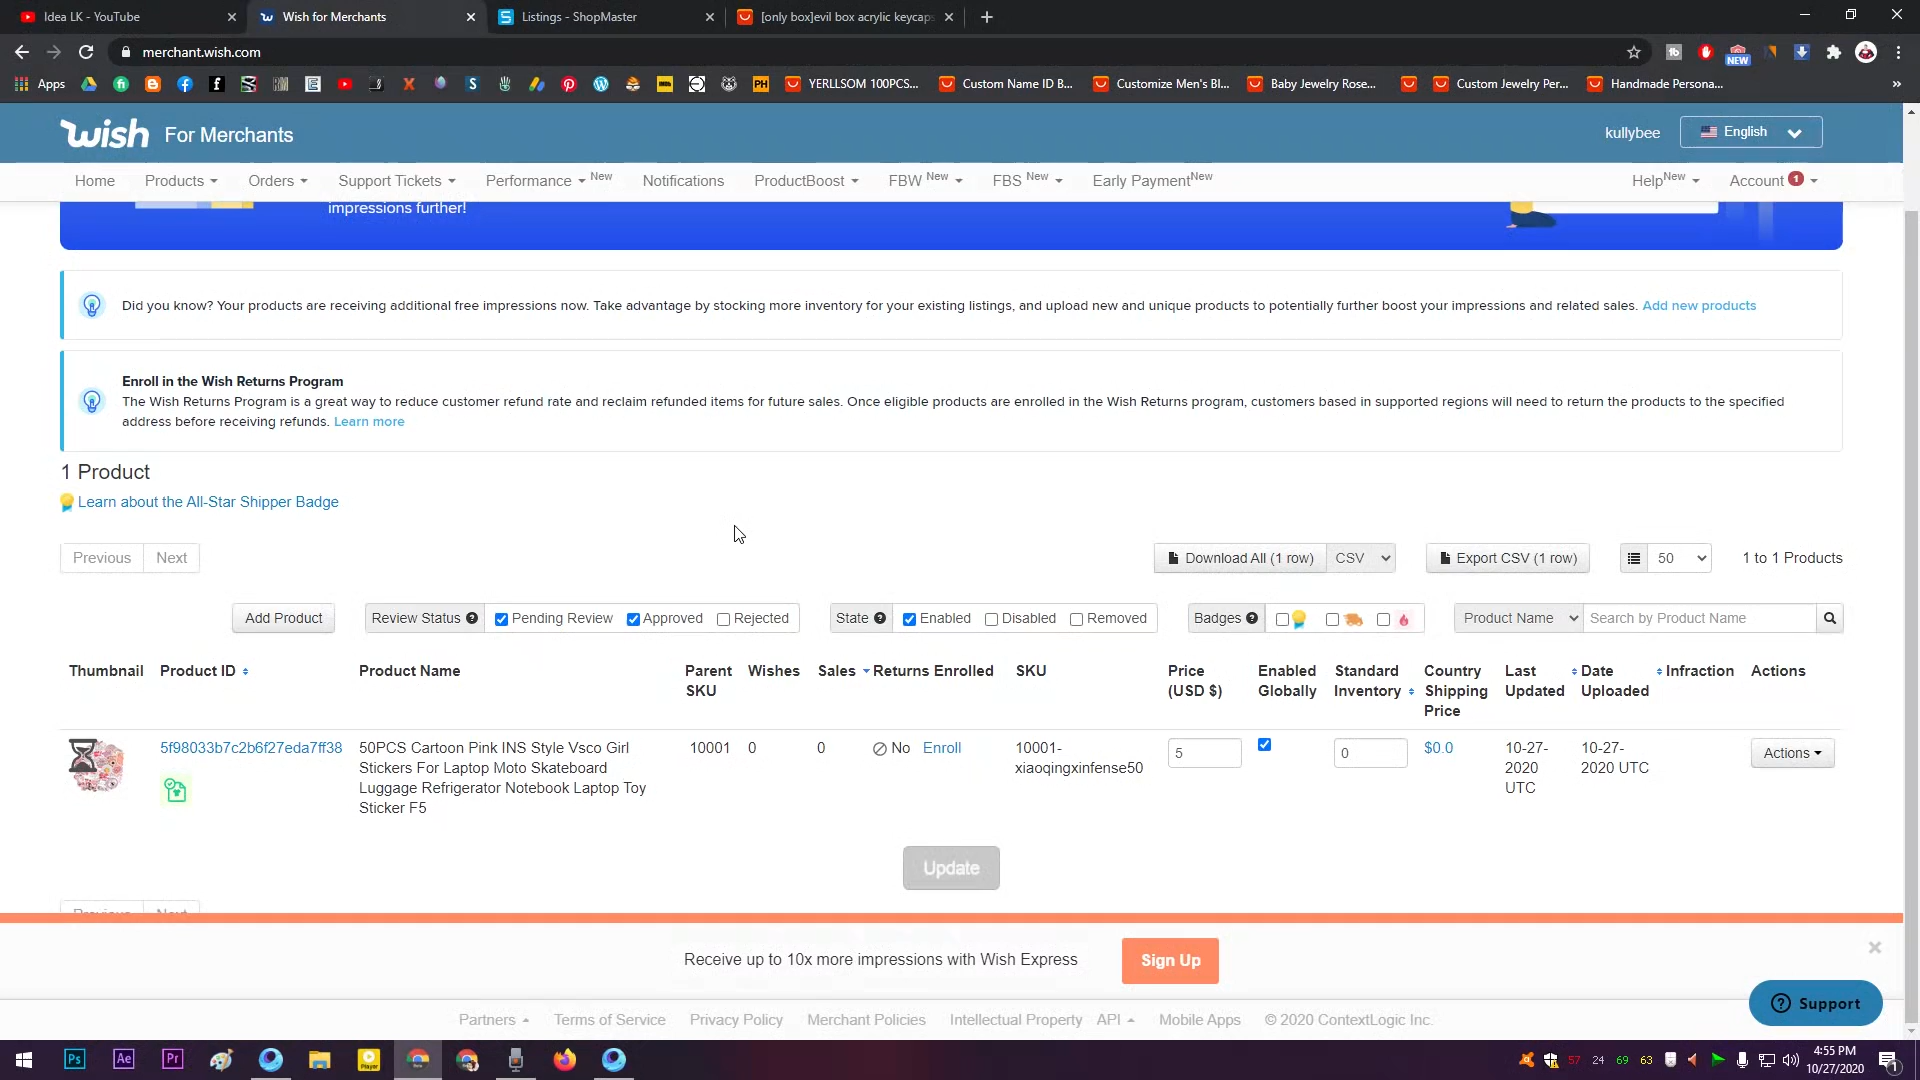 Idea LK - YouTube
Wish for Merchants
Listings - ShopMaster
[only box]evil box acrylic keycaps
merchant.wish.com
NEW
Apps
YERLLSOM 100PCS...
Custom Name ID B...
Customize Men's Bl...
Baby Jewelry Rose...
Custom Jewelry Per...
Handmade Persona...
wish For Merchants
kullybee
English
Home
Products
Orders
Support Tickets
Performance New
Notifications
ProductBoost
FBW New
FBS New
Early Payment New
Help New
Account 1
impressions further!
Did you know? Your products are receiving additional free impressions now. Take advantage by stocking more inventory for your existing listings, and upload new and unique products to potentially further boost your impressions and related sales. Add new products
Enroll in the Wish Returns Program
The Wish Returns Program is a great way to reduce customer refund rate and reclaim refunded items for future sales. Once eligible products are enrolled in the Wish Returns program, customers based in supported regions will need to return the products to the specified
address before receiving refunds. Learn more
1 Product
Learn about the All-Star Shipper Badge
Previous Next
Download All (1 row) CSV
Export CSV (1 row)
50
1 to 1 Products
Add Product
Review Status Pending Review Approved Rejected
State Enabled Disabled Removed
Badges
Product Name Search by Product Name
Thumbnail Product ID Product Name Parent SKU Wishes Sales Returns Enrolled SKU Price (USD $) Enabled Globally Standard Inventory Country Shipping Price Last Updated Date Uploaded Infraction Actions
5f98033b7c2b6f27eda7ff38
50PCS Cartoon Pink INS Style Vsco Girl
Stickers For Laptop Moto Skateboard
Luggage Refrigerator Notebook Laptop Toy
Sticker F5
10001 0 0 No Enroll
10001-
xiaoqingxinfense50
5
0
$0.0
10-27-
2020
UTC
10-27-
2020 UTC
Actions
Update
Previous Next
Receive up to 10x more impressions with Wish Express
Sign Up
Support
Partners
Terms of Service
Privacy Policy
Merchant Policies
Intellectual Property
API
Mobile Apps
© 2020 ContextLogic Inc.
Ps
Ae
Pr
Player
57 24 69 63
4:55 PM
10/27/2020
1